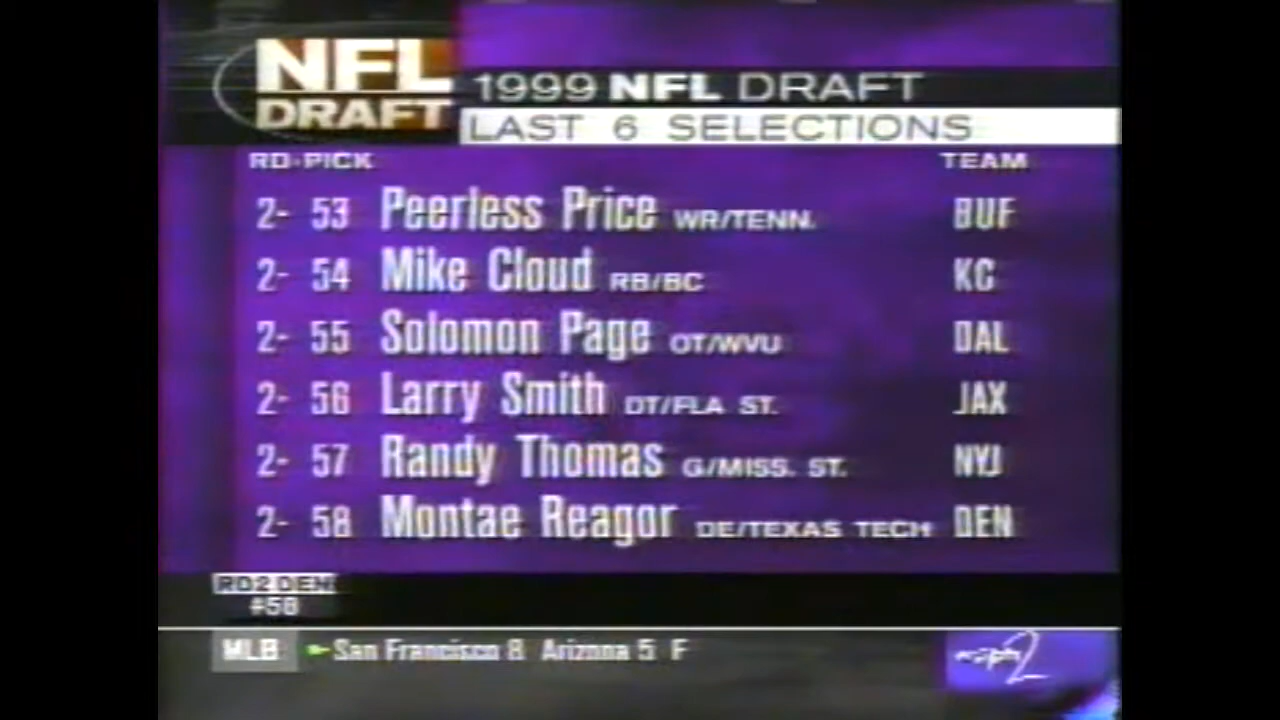 NFL
DRAFT
1999 NFL DRAFT
LAST 6 SELECTIONS
RD-PICK TEAM
2- 53 Peerless Price WR/TENN. BUF
2- 54 Mike Cloud RB/BC KC
2- 55 Solomon Page OT/WVU DAL
2- 56 Larry Smith DT/FLA ST. JAX
2- 57 Randy Thomas G/MISS. ST. NYJ
2- 58 Montae Reagor DE/TEXAS TECH DEN
RD2 DEN
#58
MLB San Francisco 8 Arizona 5 F
espn2